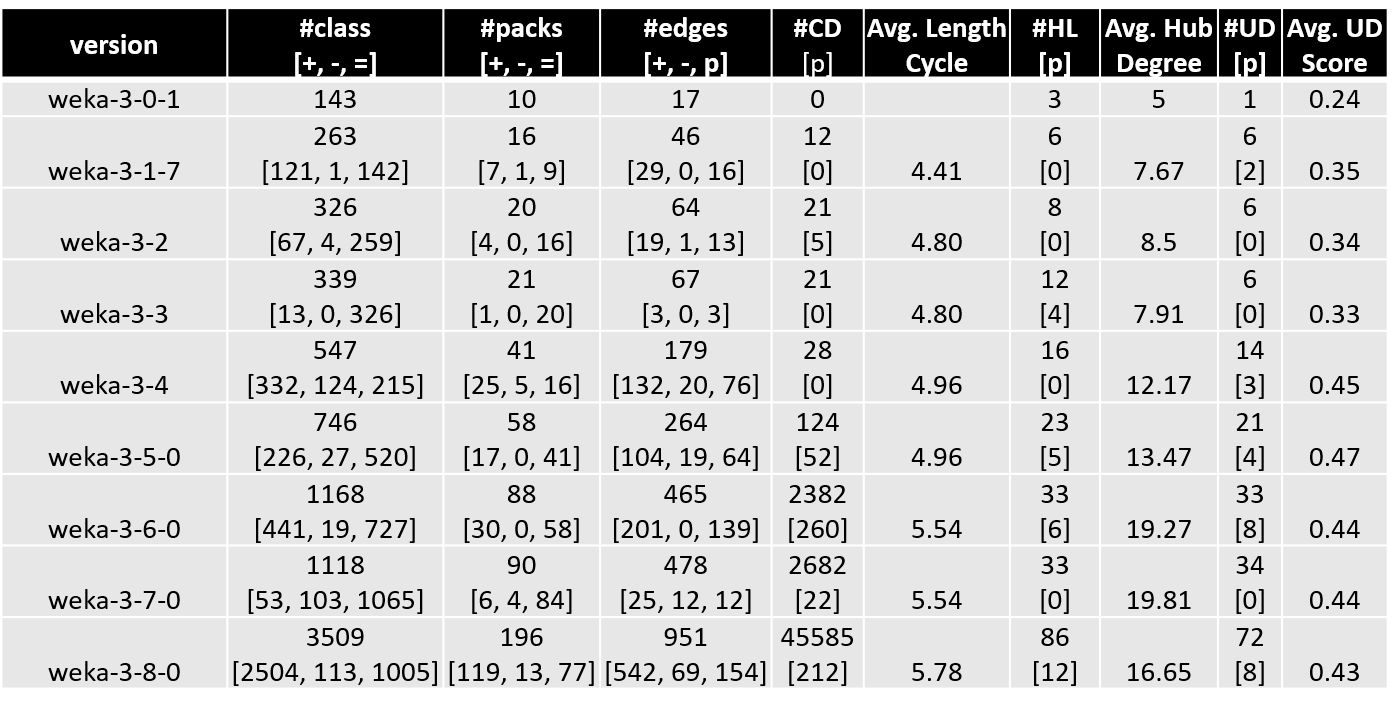 version #class #packs #edges #CD Avg. Length #HL Avg. Hub #UD Avg. UD
[+, -, =] [+, -, =] [+, -, p] [p] Cycle [p] Degree [p] Score
weka-3-0-1 143 10 17 0 3 5 1 0.24
263 16 46 12 6 6
weka-3-1-7 [121, 1, 142] [7, 1, 9] [29, 0, 16] [0] 4.41 [0] 7.67 [2] 0.35
326 20 64 21 8 6
weka-3-2 [67, 4, 259] [4, 0, 16] [19, 1, 13] [5] 4.80 [0] 8.5 [0] 0.34
339 21 67 21 12 6
weka-3-3 [13, 0, 326] [1, 0, 20] [3, 0, 3] [0] 4.80 [4] 7.91 [0] 0.33
547 41 179 28 16 14
weka-3-4 [332, 124, 215] [25, 5, 16] [132, 20, 76] [0] 4.96 [0] 12.17 [3] 0.45
746 58 264 124 23 21
weka-3-5-0 [226, 27, 520] [17, 0, 41] [104, 19, 64] [52] 4.96 [5] 13.47 [4] 0.47
1168 88 465 2382 33 33
weka-3-6-0 [441, 19, 727] [30, 0, 58] [201, 0, 139] [260] 5.54 [6] 19.27 [8] 0.44
1118 90 478 2682 33 34
weka-3-7-0 [53, 103, 1065] [6, 4, 84] [25, 12, 12] [22] 5.54 [0] 19.81 [0] 0.44
3509 196 951 45585 86 72
weka-3-8-0 [2504, 113, 1005] [119, 13, 77] [542, 69, 154] [212] 5.78 [12] 16.65 [8] 0.43